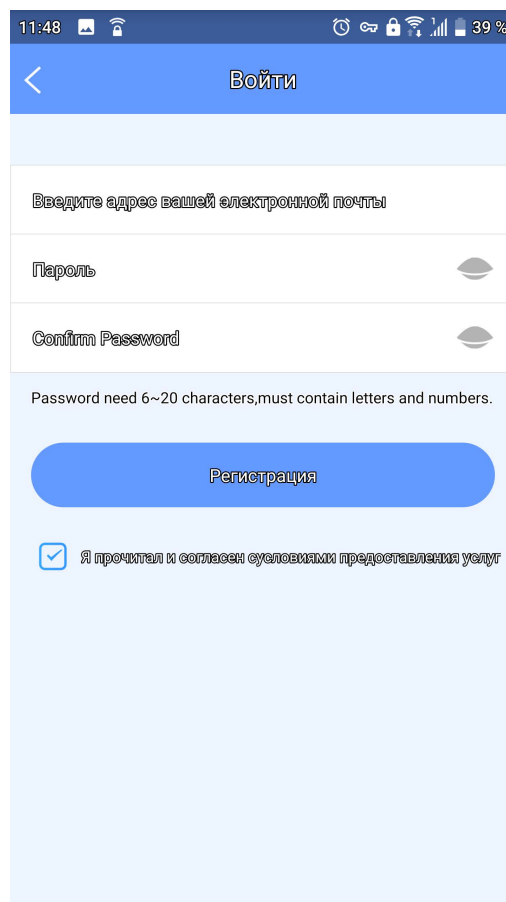 11:48 39 %
Войти
Введите адрес вашей электронной почты
Пароль
Confirm Password
Password need 6~20 characters,must contain letters and numbers.
Регистрация
Я прочитал и согласен сусловиями предоставления услуг